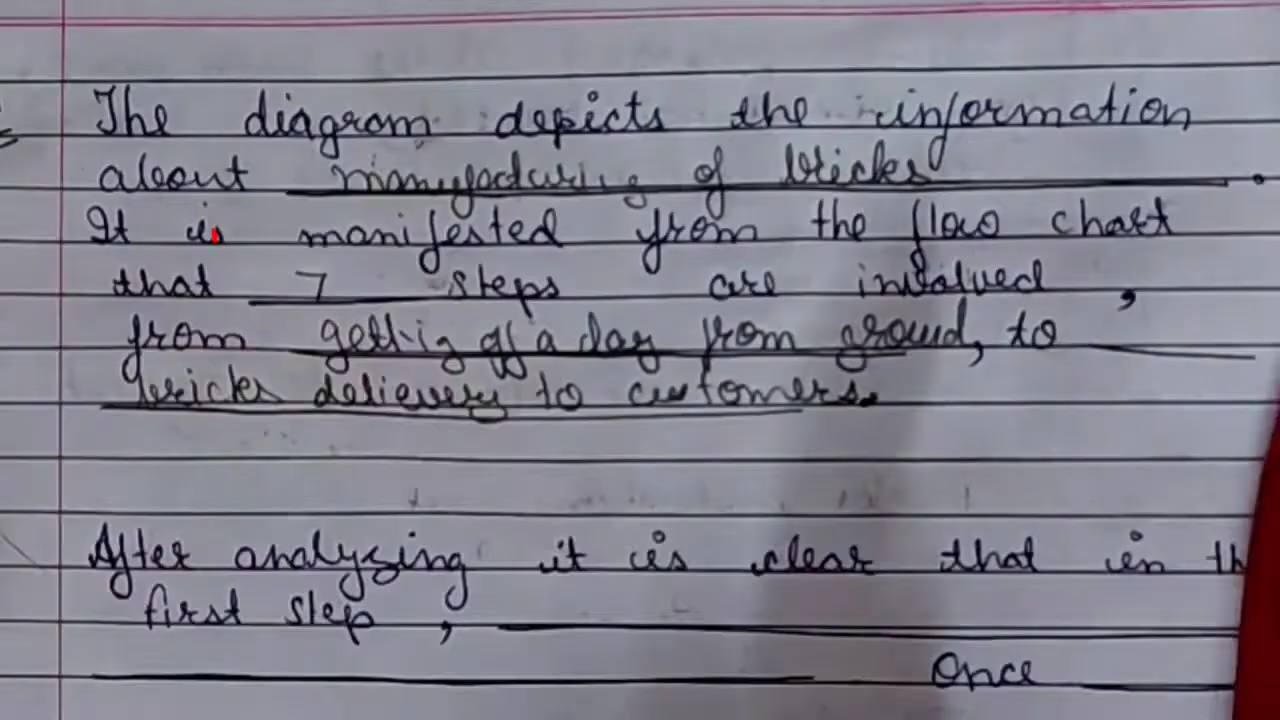 The diagram depicts the information
about manufacturing of bricks.
It is manifested from the flow chart
that 7 steps are involved,
from getting of a clay from ground, to
bricks delievery to customers.
After analyzing it is clear that in th
first step,
Once